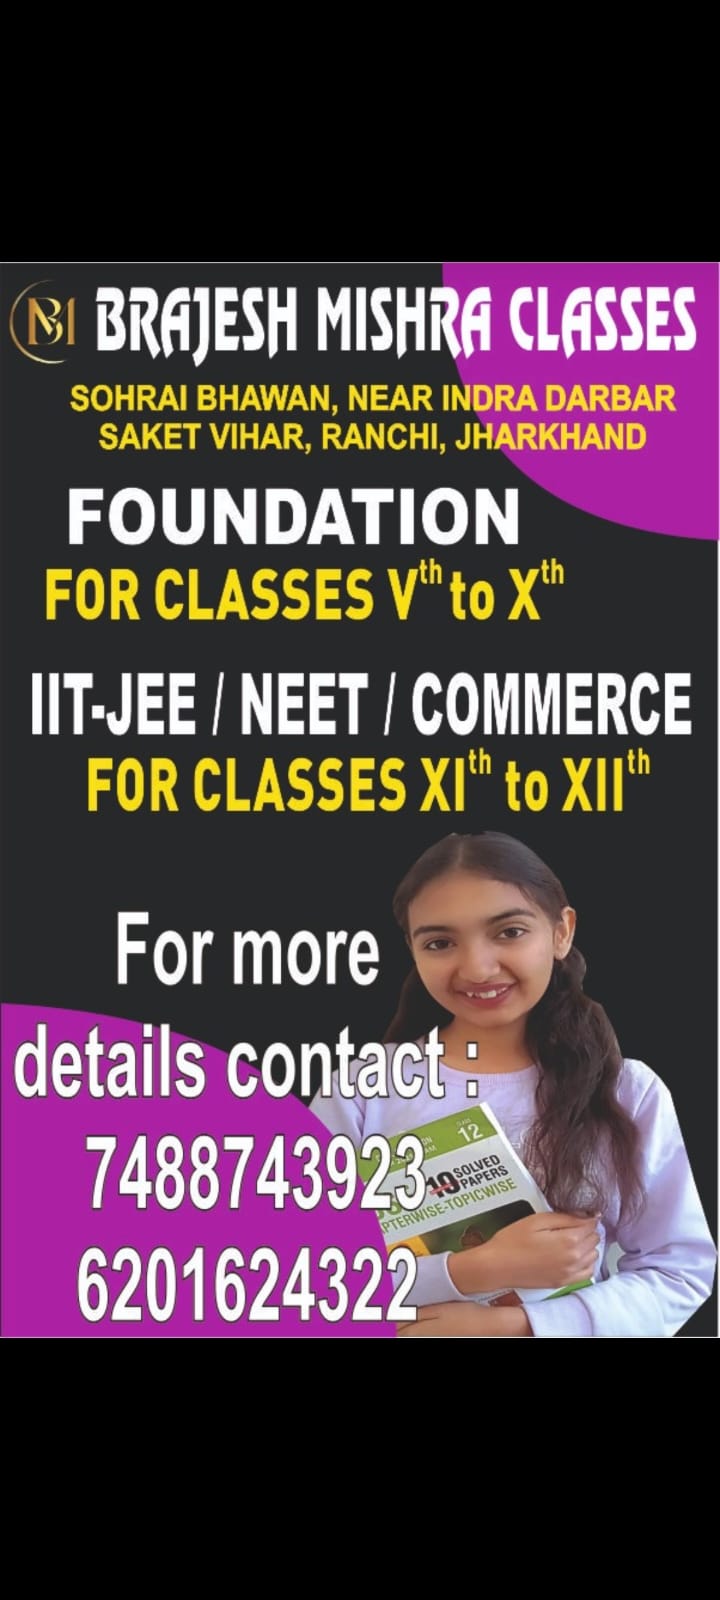 BM BRAJESH MISHRA CLASSES
SOHRAI BHAWAN, NEAR INDRA DARBAR
SAKET VIHAR, RANCHI, JHARKHAND
FOUNDATION
FOR CLASSES Vth to Xth
IIT-JEE / NEET / COMMERCE
FOR CLASSES XIth to XIIth
For more
details contact :
7488743923
6201624322
12
10 SOLVED
PAPERS
PTERWISE-TOPICWISE